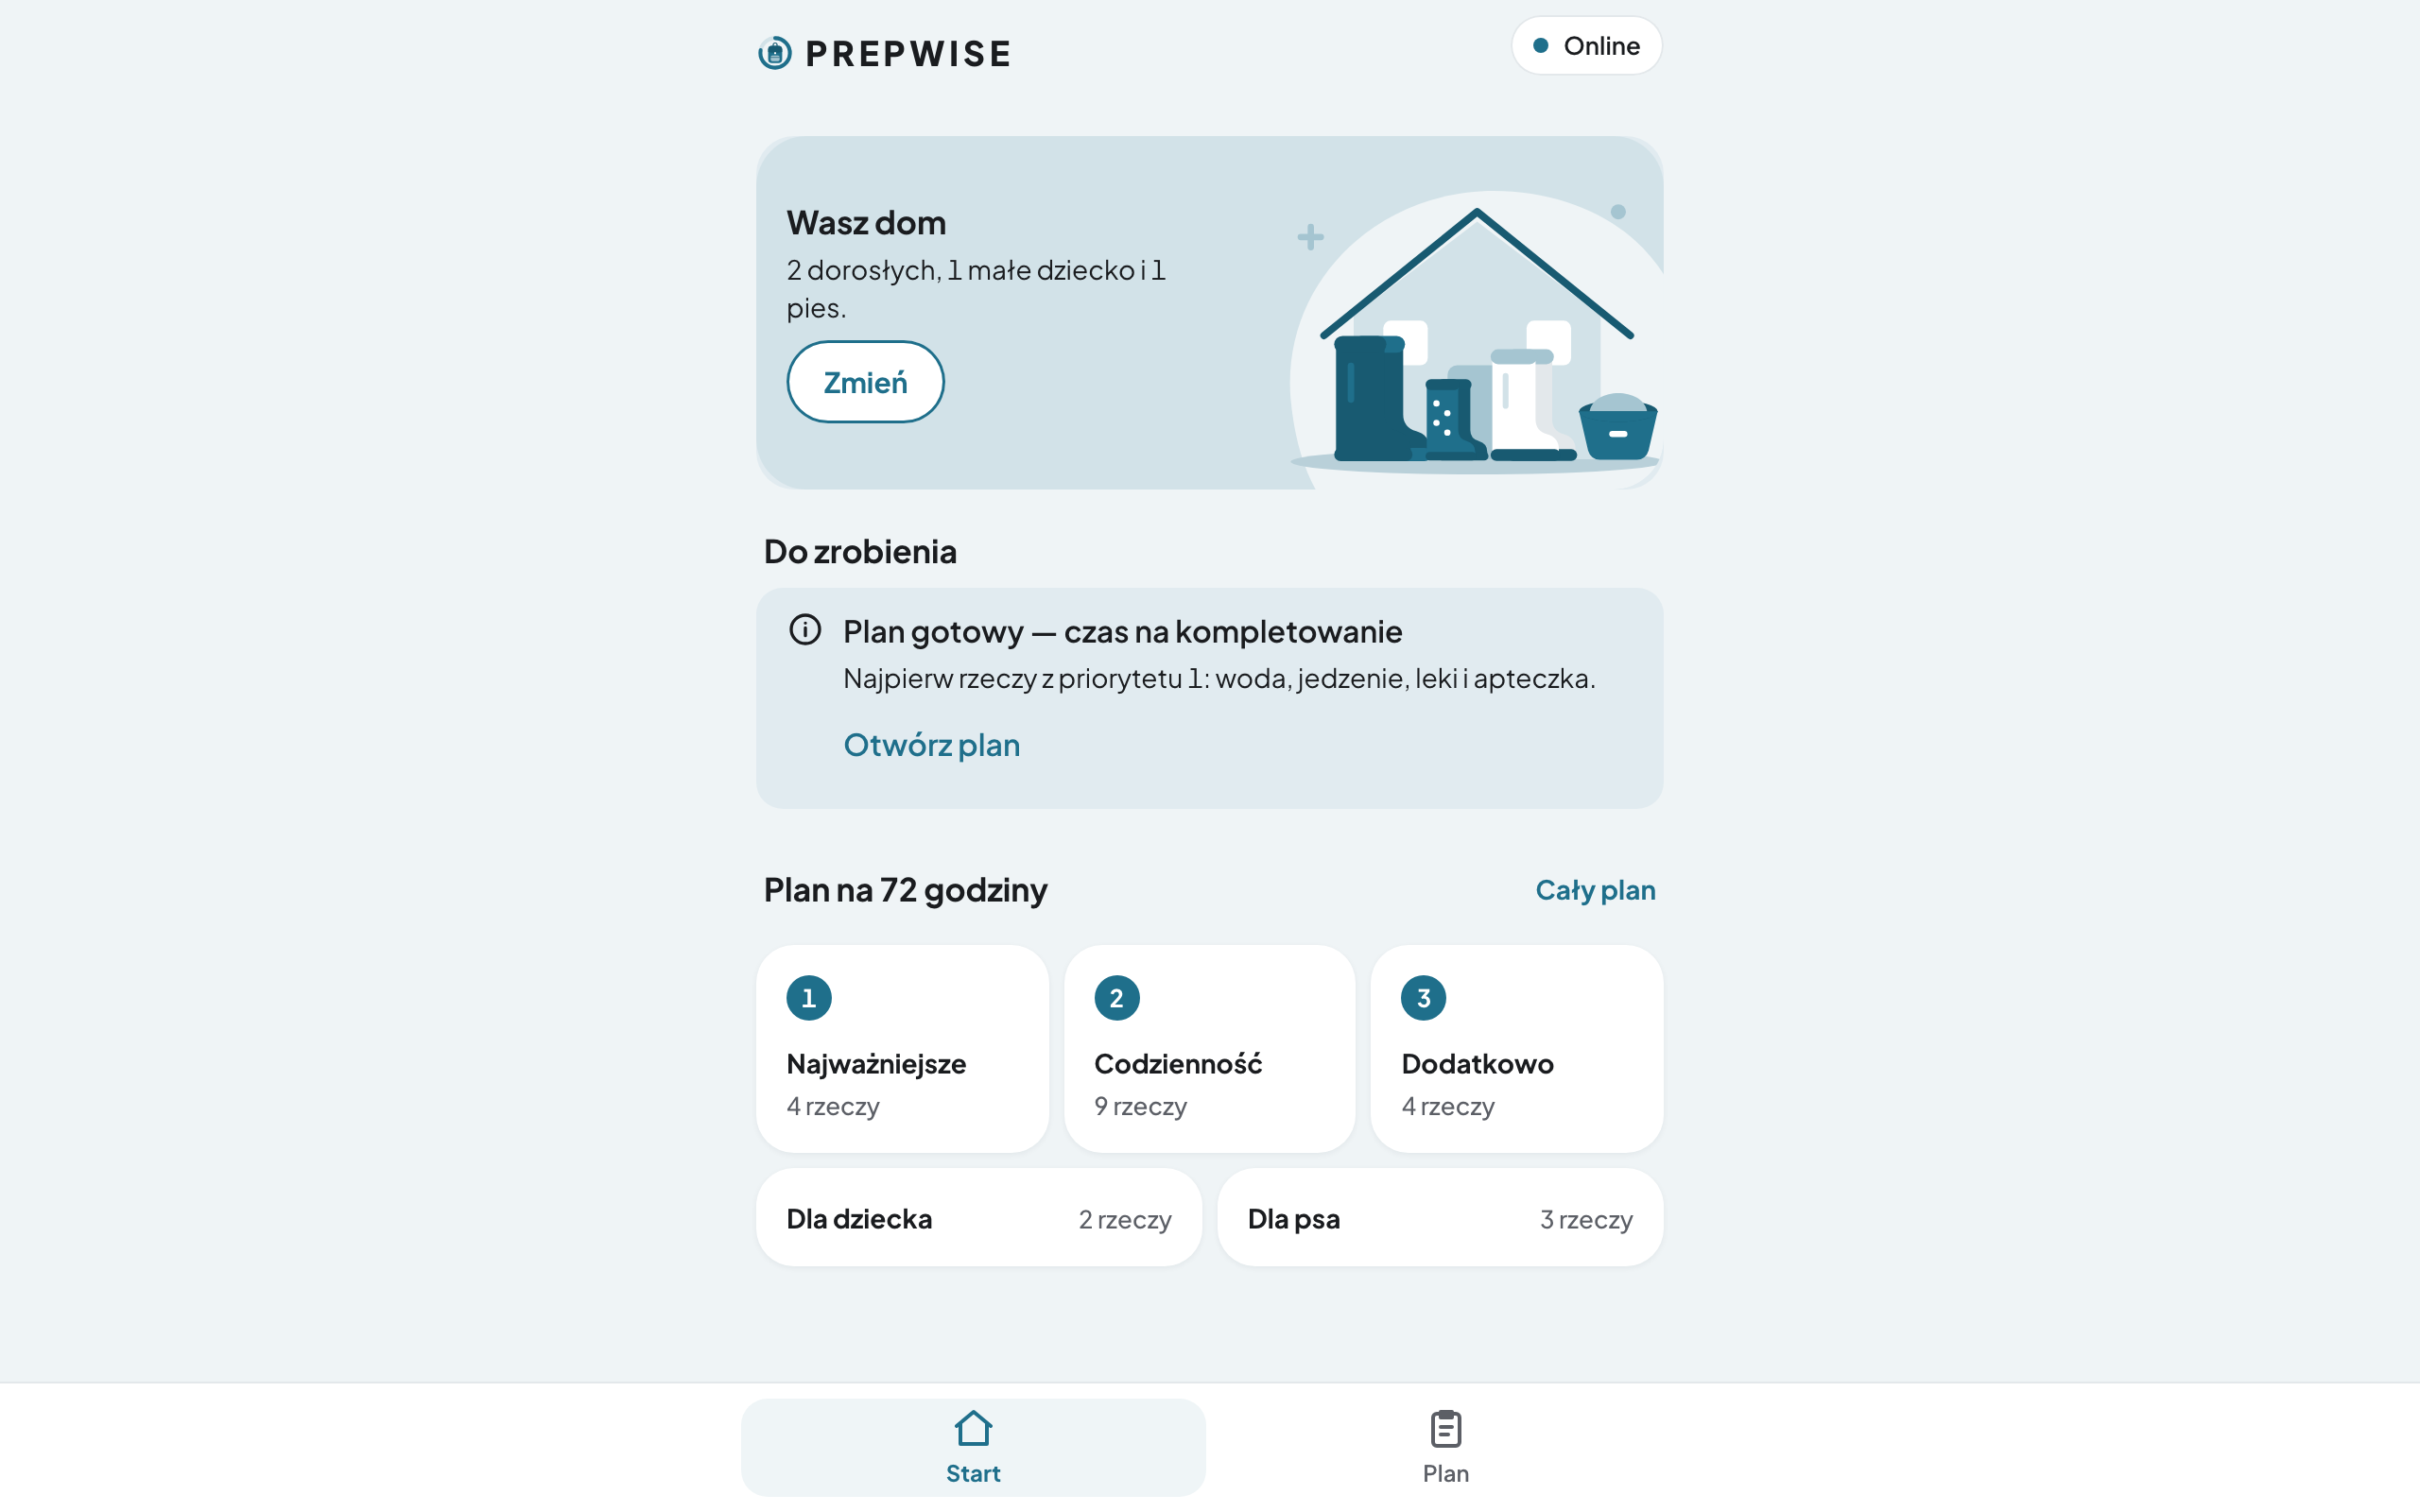 PREPWISE
Online
Wasz dom
2 dorosłych, 1 małe dziecko i 1
pies.
Zmień
Do zrobienia
Plan gotowy — czas na kompletowanie
Najpierw rzeczy z priorytetu 1: woda, jedzenie, leki i apteczka.
Otwórz plan
Plan na 72 godziny
Cały plan
1
Najważniejsze
4 rzeczy
2
Codzienność
9 rzeczy
3
Dodatkowo
4 rzeczy
Dla dziecka
2 rzeczy
Dla psa
3 rzeczy
Start
Plan